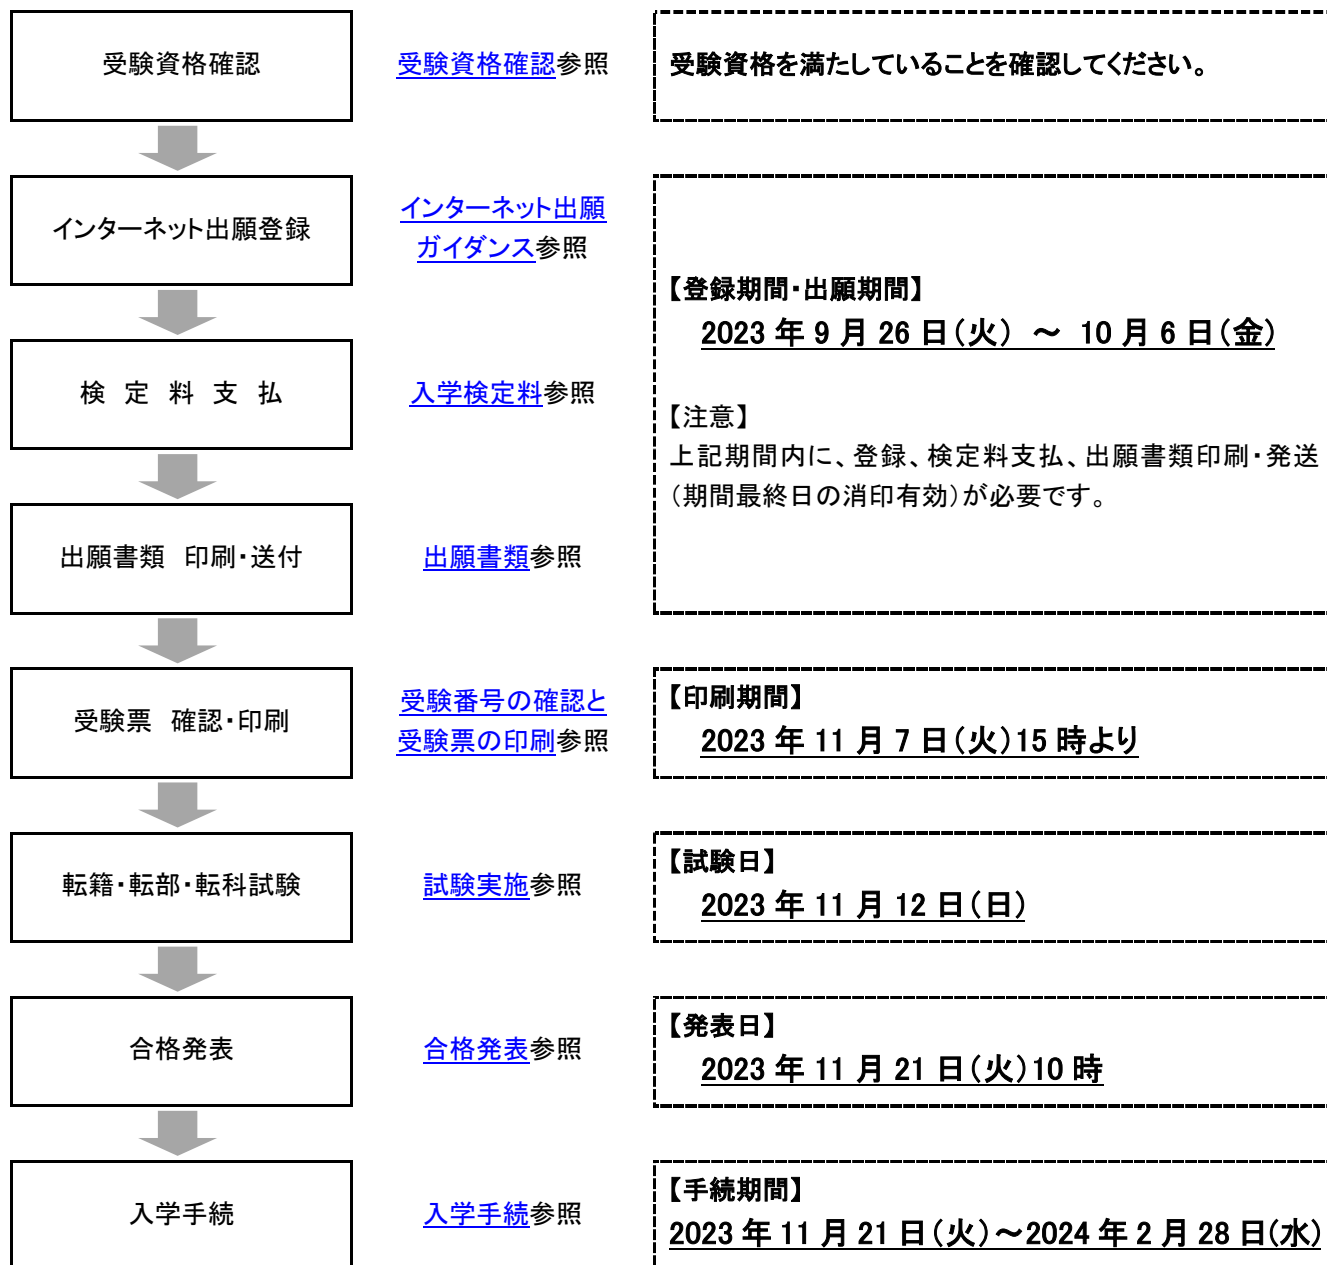 受験資格確認
受験資格確認参照
受験資格を満たしていることを確認してください。
インターネット出願登録
インターネット出願
ガイダンス参照
【登録期間・出願期間】
2023 年 9 月 26 日（火） ～ 10 月 6 日（金）
検 定 料 支 払
入学検定料参照
【注意】
上記期間内に、登録、検定料支払、出願書類印刷・発送
（期間最終日の消印有効）が必要です。
出願書類 印刷・送付
出願書類参照
受験票 確認・印刷
受験番号の確認と
受験票の印刷参照
【印刷期間】
2023 年 11 月 7 日（火）15 時より
転籍・転部・転科試験
試験実施参照
【試験日】
2023 年 11 月 12 日（日）
合格発表
合格発表参照
【発表日】
2023 年 11 月 21 日（火）10 時
入学手続
入学手続参照
【手続期間】
2023 年 11 月 21 日（火）～2024 年 2 月 28 日(水)